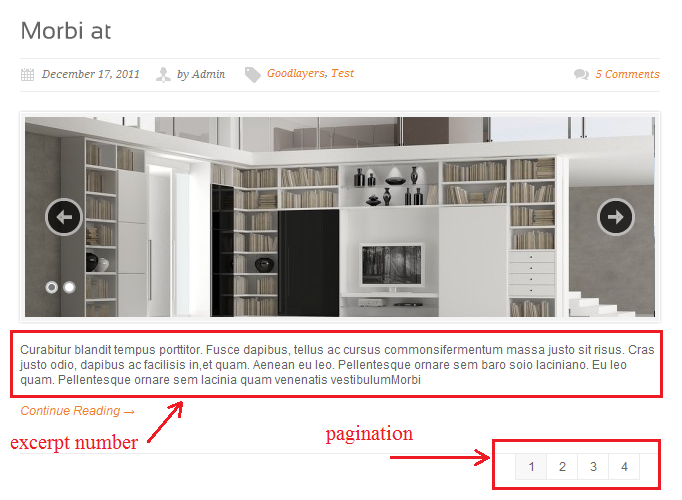 Morbi at
December 17, 2011 by Admin Goodlayers, Test 5 Comments
Curabitur blandit tempus porttitor. Fusce dapibus, tellus ac cursus commonsifermentum massa justo sit risus. Cras
justo odio, dapibus ac facilisis in,et quam. Aenean eu leo. Pellentesque ornare sem baro soio laciniano. Eu leo
quam. Pellentesque ornare sem lacinia quam venenatis vestibulumMorbi
Continue Reading →
excerpt number
pagination
1 2 3 4